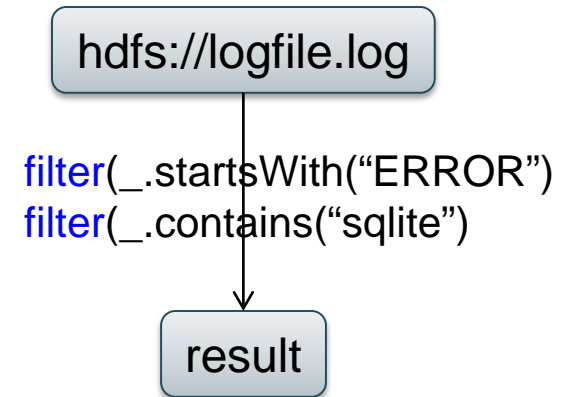 hdfs://logfile.log
filter(_.startsWith(“ERROR”)
filter(_.contains(“sqlite”)
result